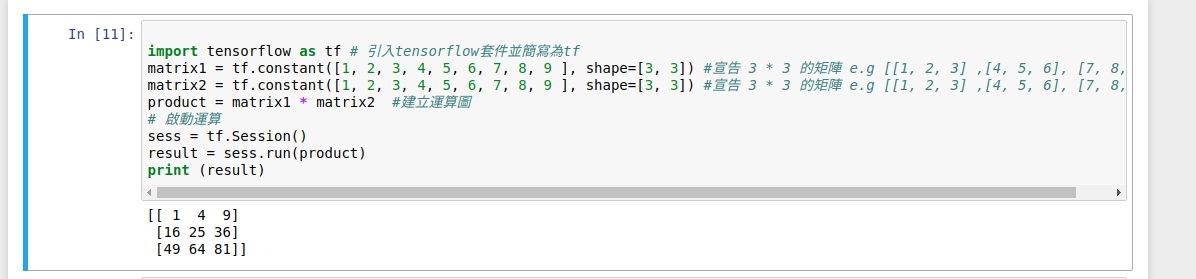 In [11]:
import tensorflow as tf # 引入tensorflow套件並簡寫為tf
matrix1 = tf.constant([1, 2, 3, 4, 5, 6, 7, 8, 9 ], shape=[3, 3]) #宣告 3 * 3 的矩陣 e.g [[1, 2, 3] ,[4, 5, 6], [7, 8,
matrix2 = tf.constant([1, 2, 3, 4, 5, 6, 7, 8, 9 ], shape=[3, 3]) #宣告 3 * 3 的矩陣 e.g [[1, 2, 3] ,[4, 5, 6], [7, 8,
product = matrix1 * matrix2  #建立運算圖
# 啟動運算
sess = tf.Session()
result = sess.run(product)
print (result)
[[ 1  4  9]
 [16 25 36]
 [49 64 81]]